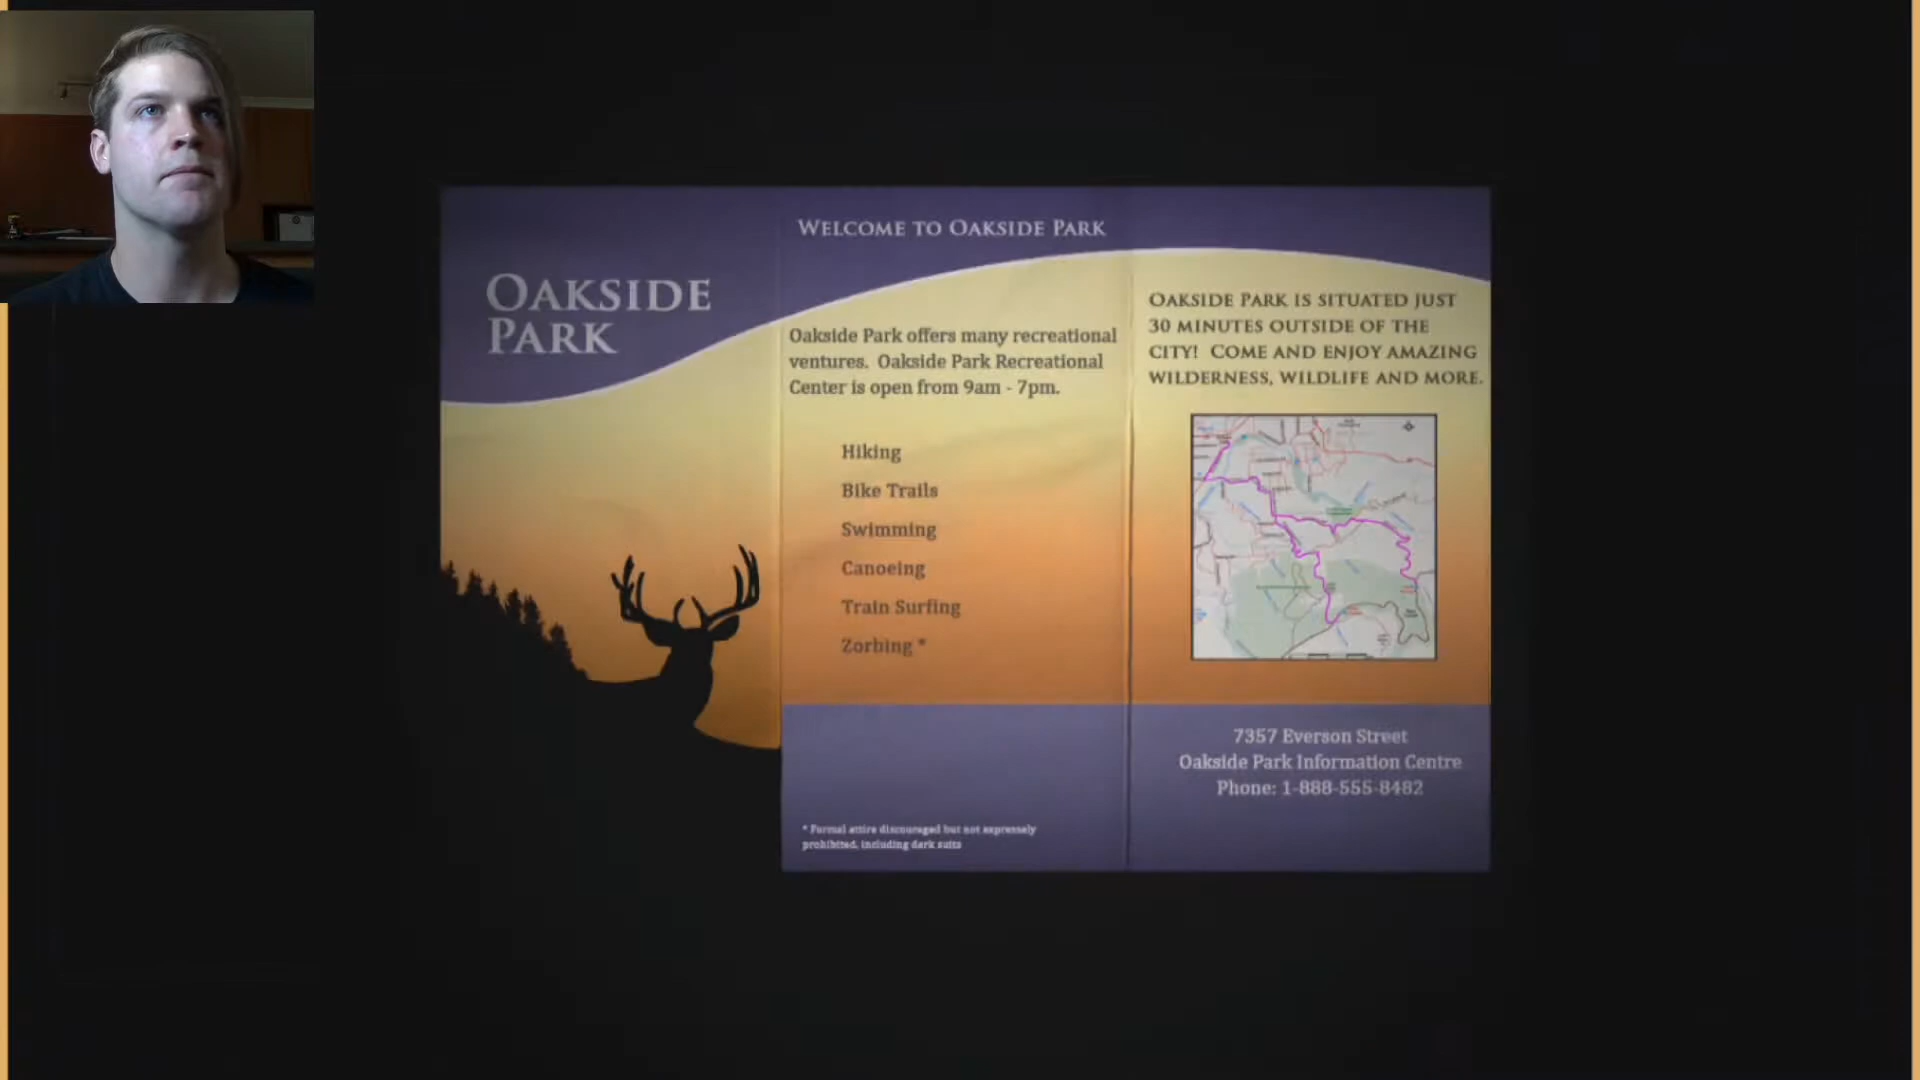 OAKSIDE
PARK
WELCOME TO OAKSIDE PARK
Oakside Park offers many recreational
ventures. Oakside Park Recreational
Center is open from 9am - 7pm.
Hiking
Bike Trails
Swimming
Canoeing
Train Surfing
Zorbing *
* Formal attire discouraged but not expressely
prohibited, including dark suits
OAKSIDE PARK IS SITUATED JUST
30 MINUTES OUTSIDE OF THE
CITY! COME AND ENJOY AMAZING
WILDERNESS, WILDLIFE AND MORE.
7357 Everson Street
Oakside Park Information Centre
Phone: 1-888-555-8482